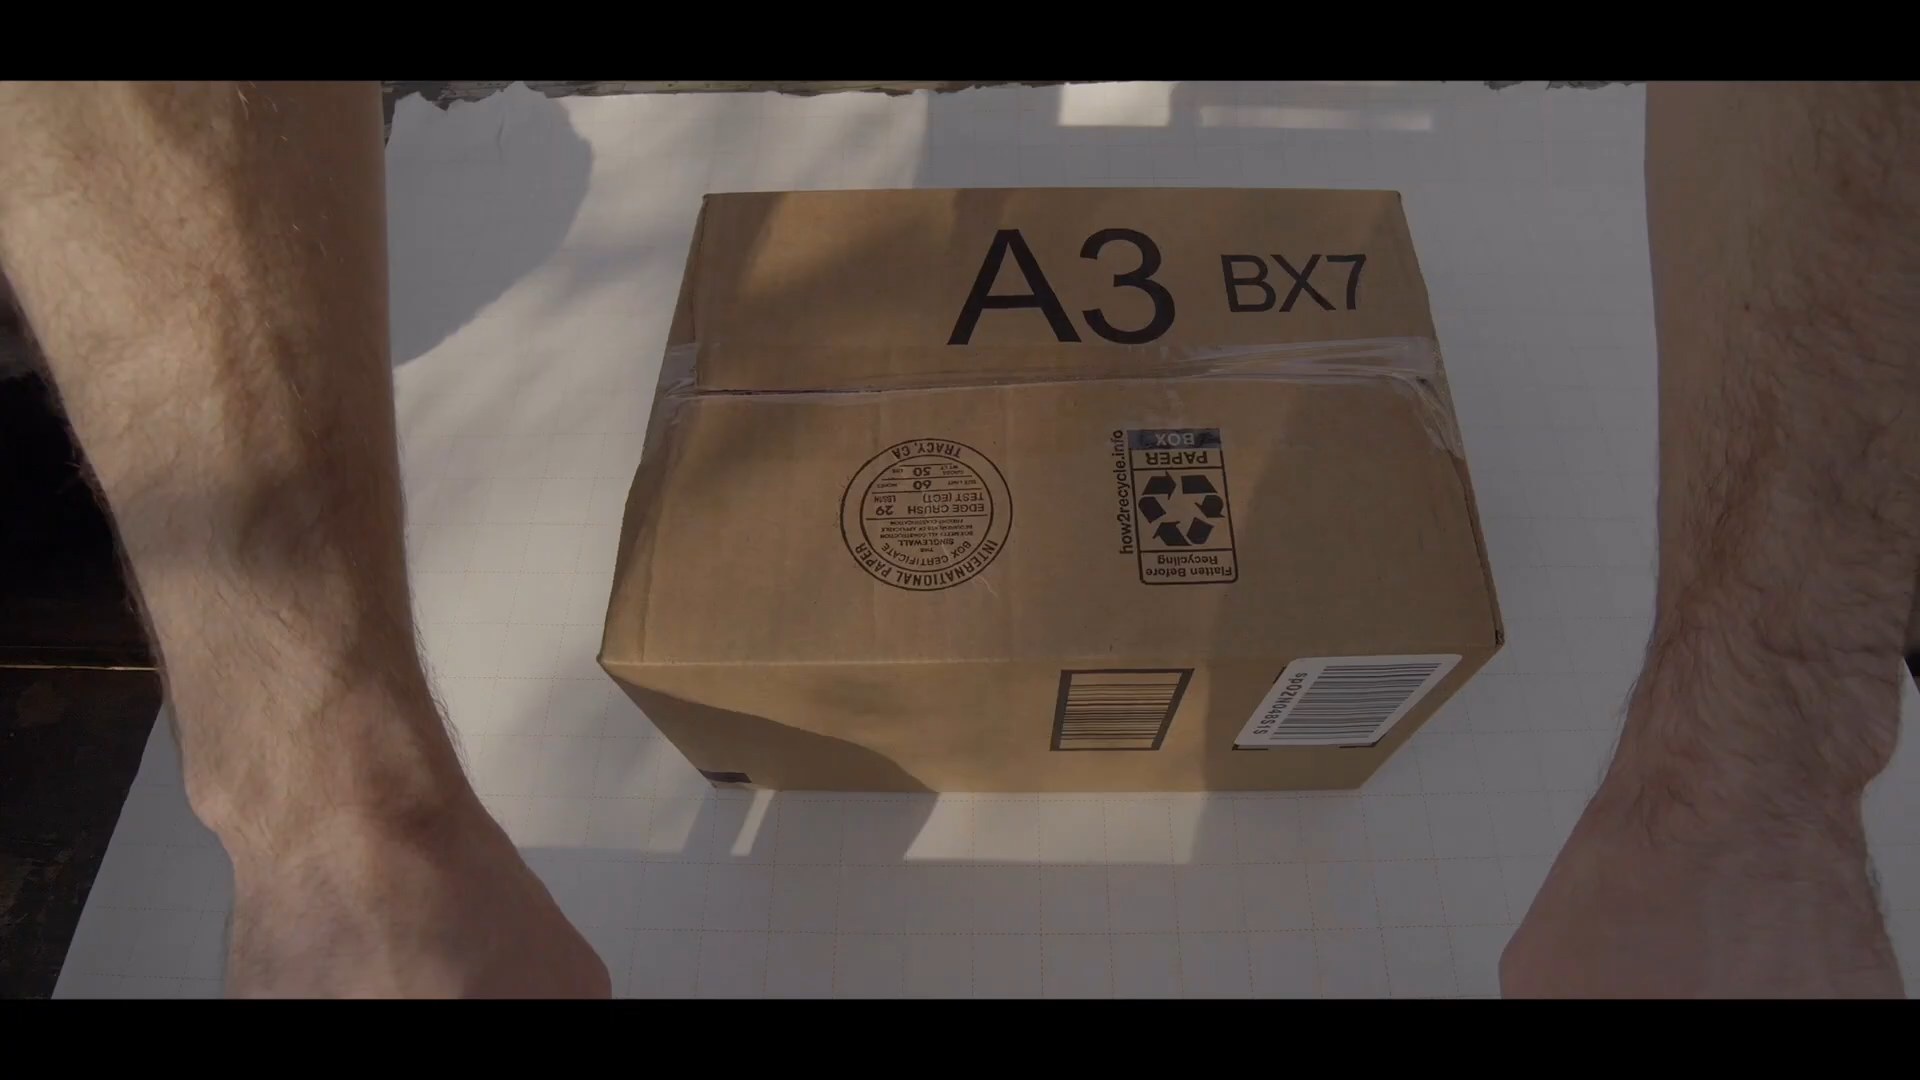 A3 BX7
TRACY, CA
50
60
TEST (ECT)
EDGE CRUSH 29
SINGLEWALL
THIS
BOX CERTIFICATE
INTERNATIONAL PAPER
how2recycle.info
BOX
PAPER
Flatten Before
Recycling